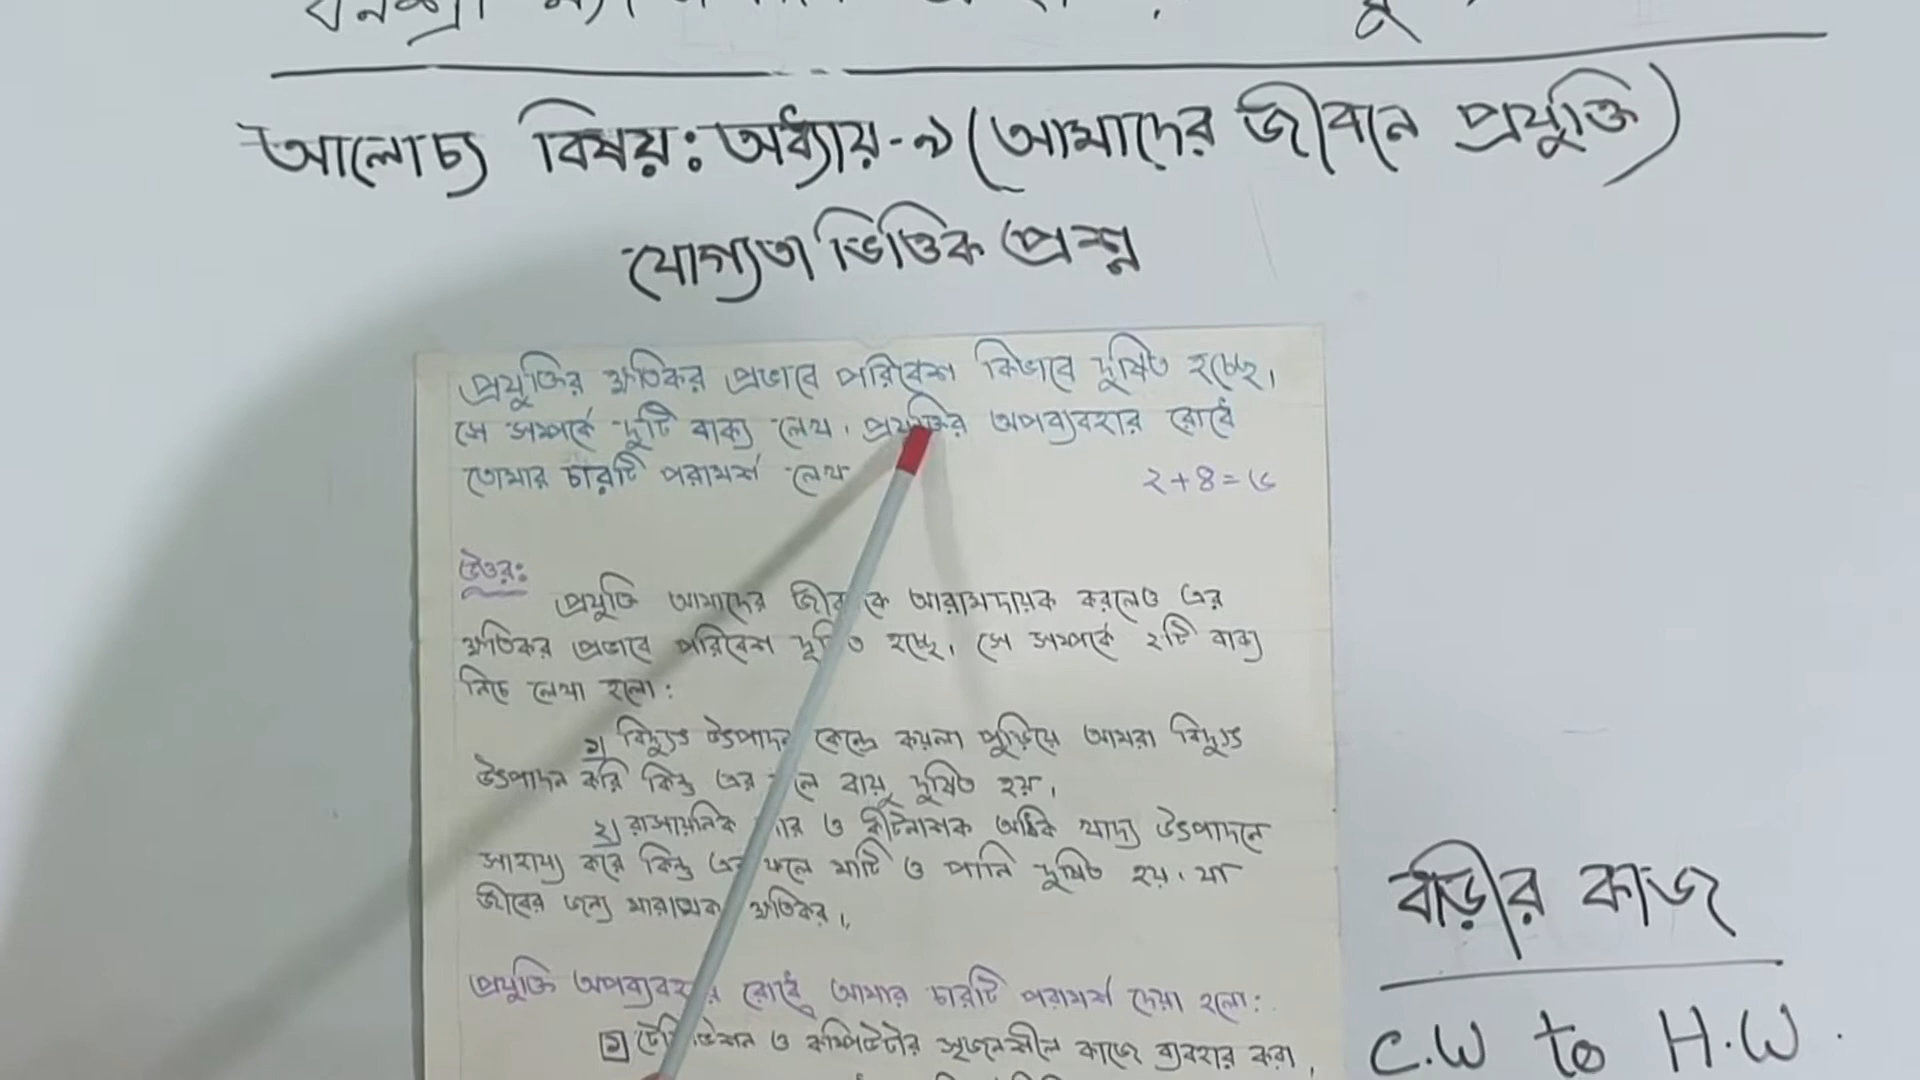 আলোচ্য বিষয়: অধ্যায়-৯ (আমাদের জীবনে প্রযুক্তি)
যোগ্যতা ভিত্তিক প্রশ্ন
প্রযুক্তির ক্ষতিকর প্রভাবে পরিবেশ কিভাবে দুষিত হচ্ছে,
সে সম্পর্কে দুটি বাক্য লেখ। প্রযুক্তির অপব্যবহার রোধে
তোমার চারটি পরামর্শ লেখ
২+৪=৬
উত্তর:
প্রযুক্তি আমাদের জীবনকে আরামদায়ক করলেও এর
ক্ষতিকর প্রভাবে পরিবেশ দূষিত হচ্ছে, সে সম্পর্কে ২টি বাক্য
নিচে লেখা হলো:
১) বিদ্যুৎ উৎপাদন কেন্দ্রে কয়লা পুড়িয়ে আমরা বিদ্যুৎ
উৎপাদন করি কিন্তু এর ফলে বায়ু দুষিত হয়।
২) রাসায়নিক সার ও কীটনাশক অধিক খাদ্য উৎপাদনে
সাহায্য করে কিন্তু এর ফলে মাটি ও পানি দুষিত হয়। যা
জীবের জন্য মারাত্মক ক্ষতিকর।
প্রযুক্তি অপব্যবহার রোধে আমার চারটি পরামর্শ দেয়া হলো:
১ টেলিভিশন ও কম্পিউটার সৃজনশীল কাজে ব্যবহার করা,
বাড়ীর কাজ
C.W to H.W.